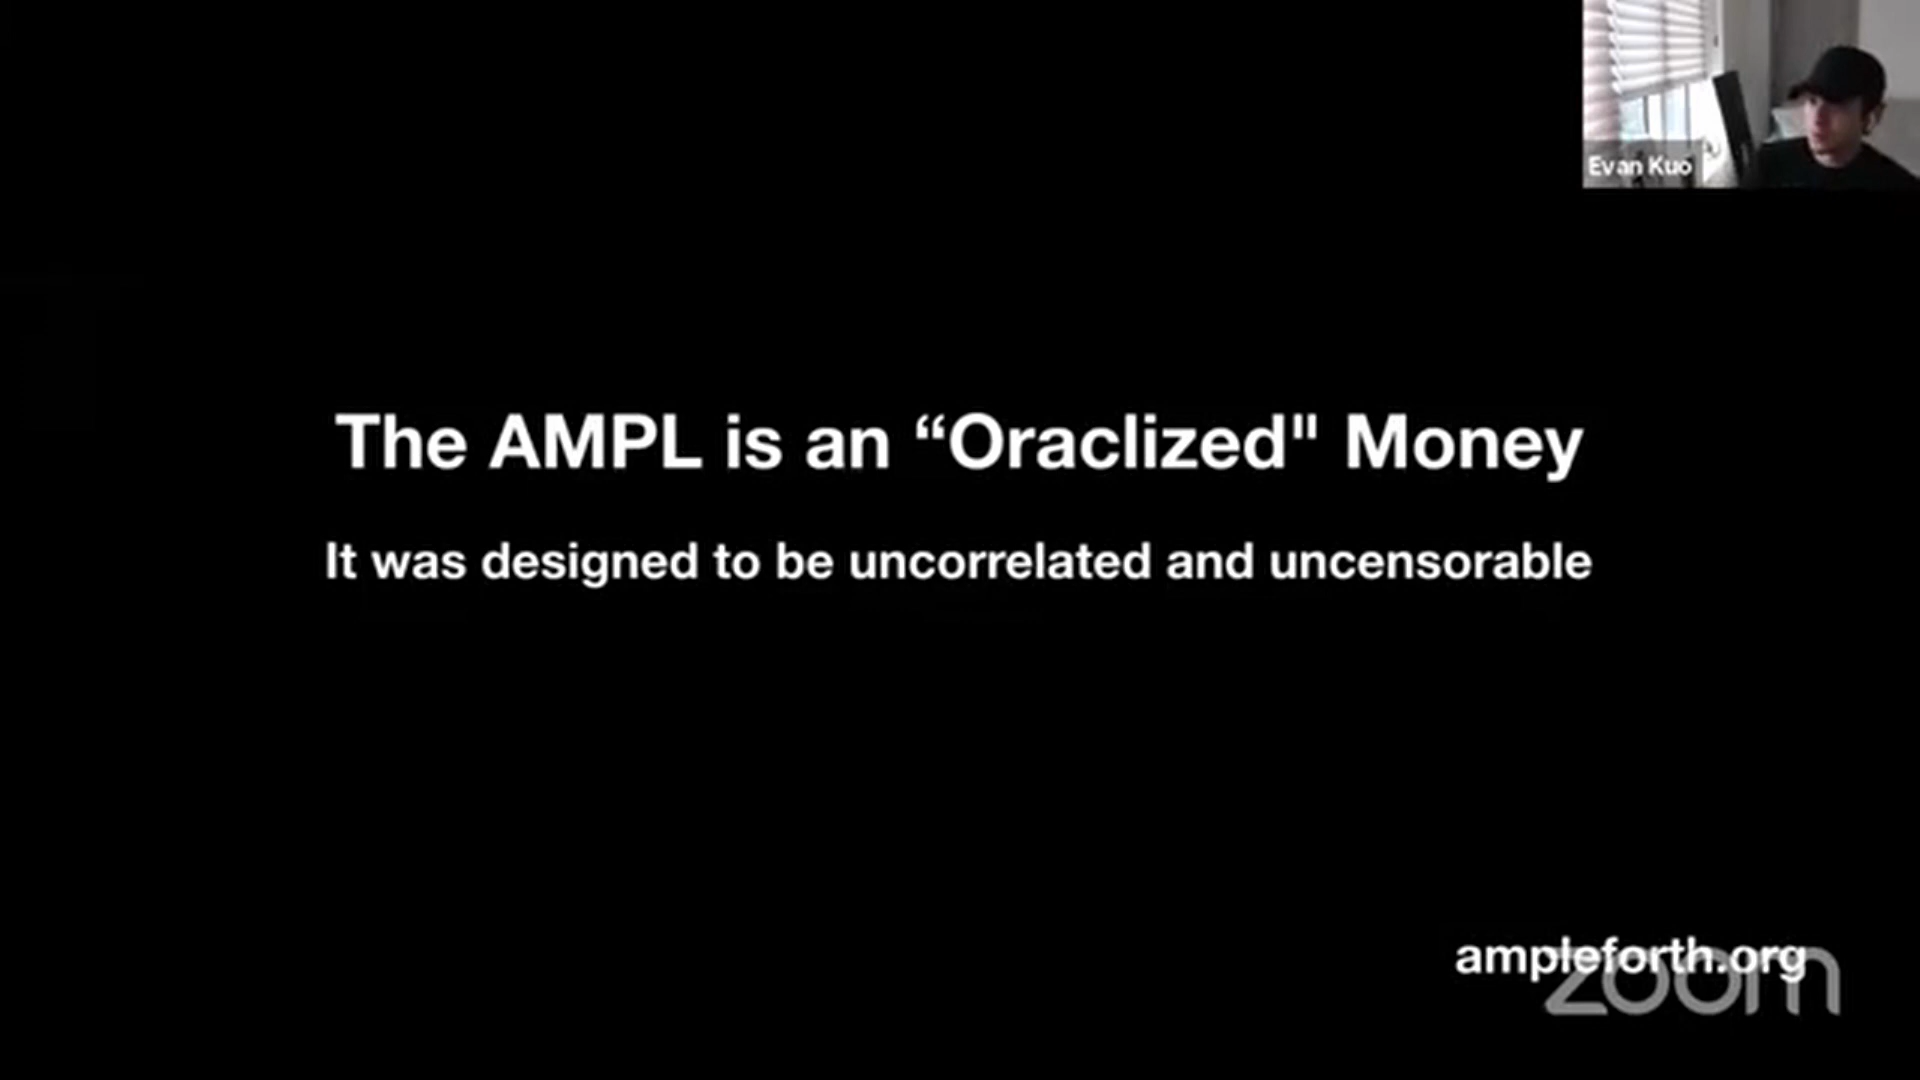 Evan Kuo
The AMPL is an “Oraclized" Money
It was designed to be uncorrelated and uncensorable
ampleforth.org
zoom